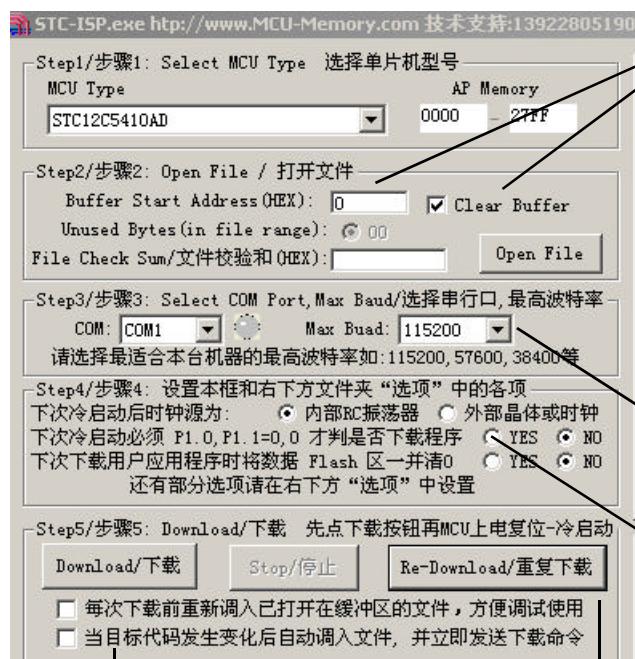 STC-ISP.exe htp://www.MCU-Memory.com 技术支持:13922805190
Step1/步骤1: Select MCU Type 选择单片机型号
MCU Type AP Memory
STC12C5410AD 0000 - 27FF
Step2/步骤2: Open File / 打开文件
Buffer Start Address(HEX): 0 Clear Buffer
Unused Bytes(in file range): 00
File Check Sum/文件校验和(HEX): Open File
Step3/步骤3: Select COM Port,Max Baud/选择串行口,最高波特率
COM: COM1 Max Buad: 115200
请选择最适合本台机器的最高波特率如:115200,57600,38400等
Step4/步骤4: 设置本框和右下方文件夹“选项”中的各项
下次冷启动后时钟源为: 内部RC振荡器 外部晶体或时钟
下次冷启动必须 P1.0,P1.1=0,0 才判是否下载程序 YES NO
下次下载用户应用程序时将数据 Flash 区一并清0 YES NO
还有部分选项请在右下方“选项”中设置
Step5/步骤5: Download/下载 先点下载按钮再MCU上电复位-冷启动
Download/下载 Stop/停止 Re-Download/重复下载
每次下载前重新调入已打开在缓冲区的文件，方便调试使用
当目标代码发生变化后自动调入文件，并立即发送下载命令